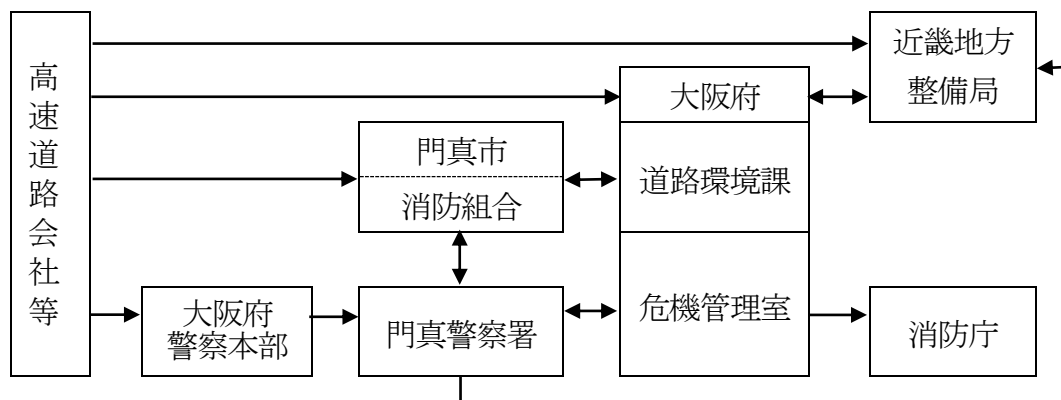 高速道路会社等
近畿地方
整備局
大阪府
門真市
消防組合
道路環境課
大阪府
警察本部
門真警察署
危機管理室
消防庁